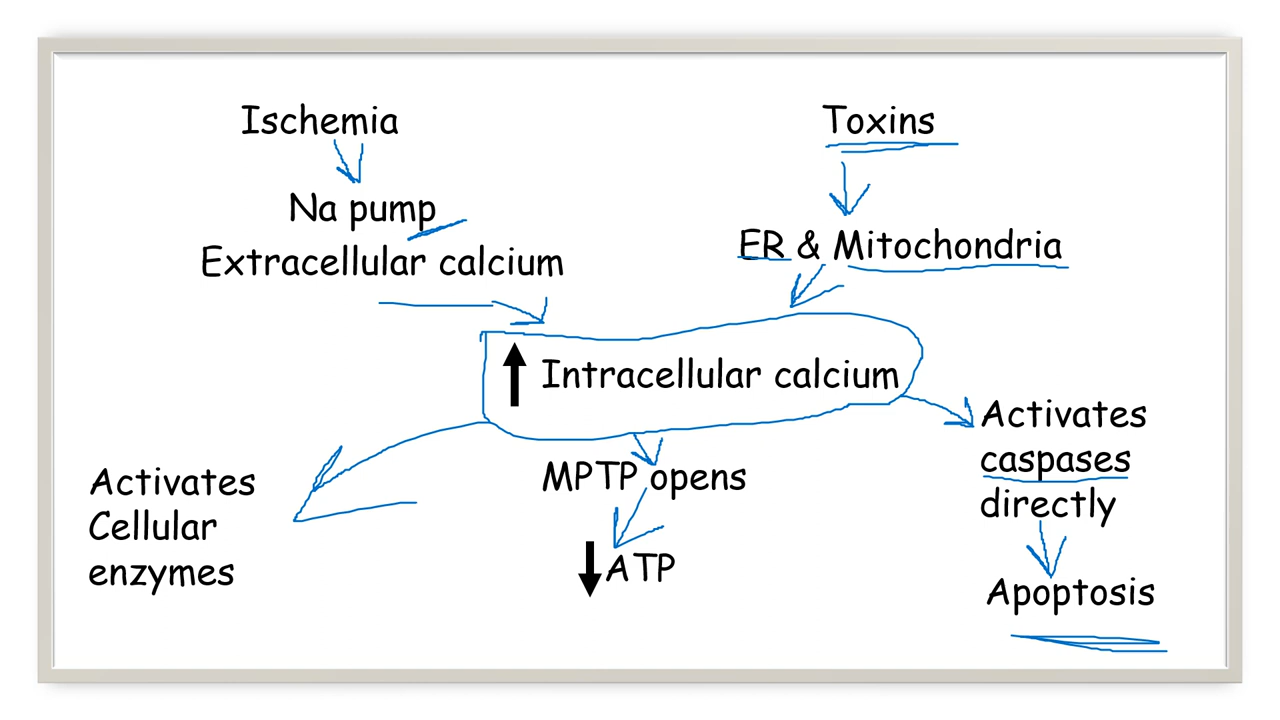 Ischemia
Toxins
Na pump
Extracellular calcium
ER & Mitochondria
Intracellular calcium
Activates
Cellular
enzymes
MPTP opens
ATP
Activates
caspases
directly
Apoptosis